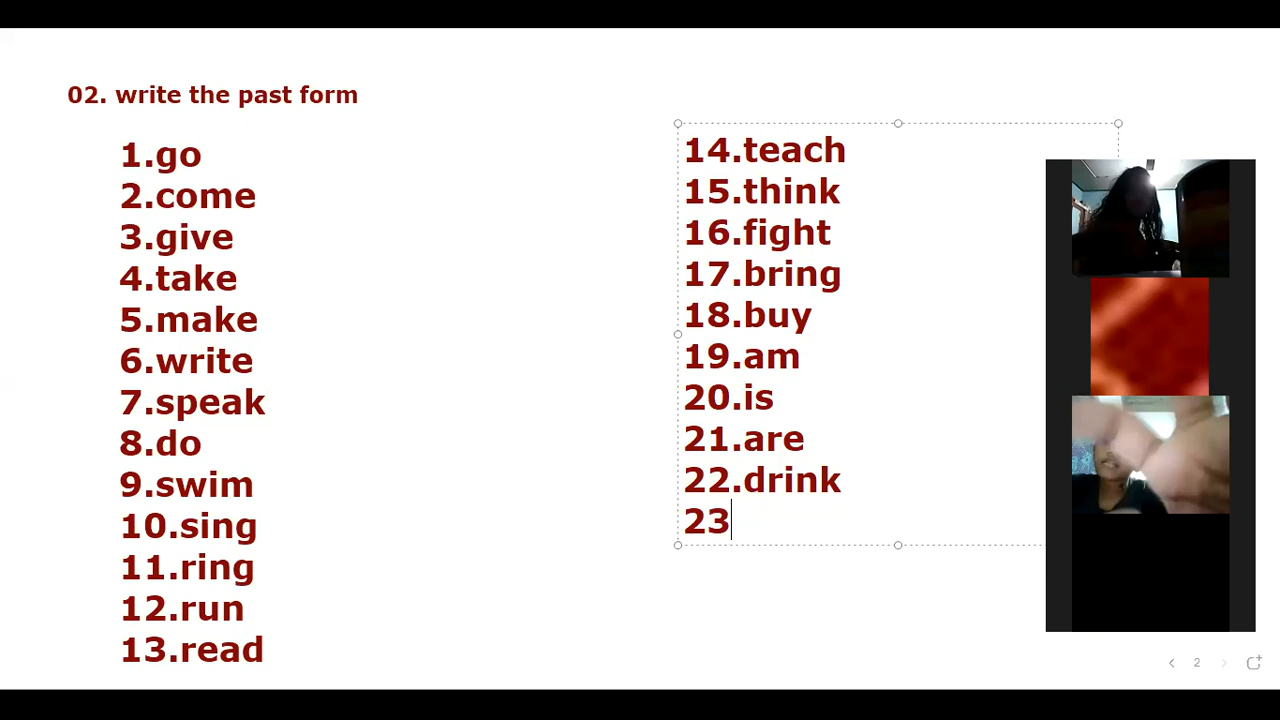 02. write the past form
1.go
2.come
3.give
4.take
5.make
6.write
7.speak
8.do
9.swim
10.sing
11.ring
12.run
13.read
14.teach
15.think
16.fight
17.bring
18.buy
19.am
20.is
21.are
22.drink
23
2